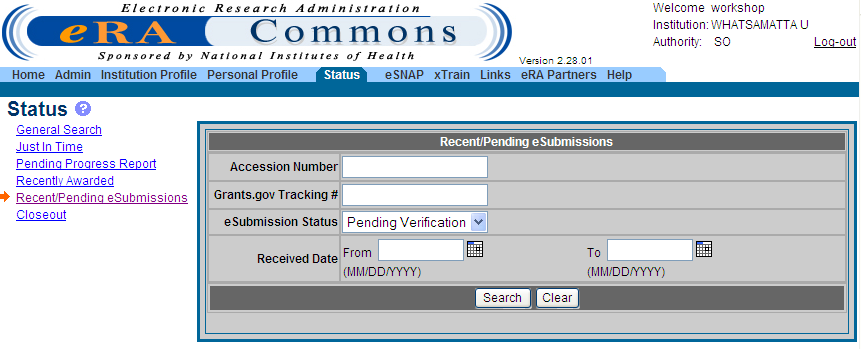 Electronic Research Administration
eRA Commons
Sponsored by National Institutes of Health
Version 2.28.01
Welcome workshop
Institution: WHATSAMATTA U
Authority: SO
Log-out
Home Admin Institution Profile Personal Profile Status eSNAP xTrain Links eRA Partners Help
Status ?
General Search
Just In Time
Pending Progress Report
Recently Awarded
Recent/Pending eSubmissions
Closeout
Recent/Pending eSubmissions
Accession Number
Grants.gov Tracking #
eSubmission Status Pending Verification
Received Date From To
(MM/DD/YYYY) (MM/DD/YYYY)
Search Clear